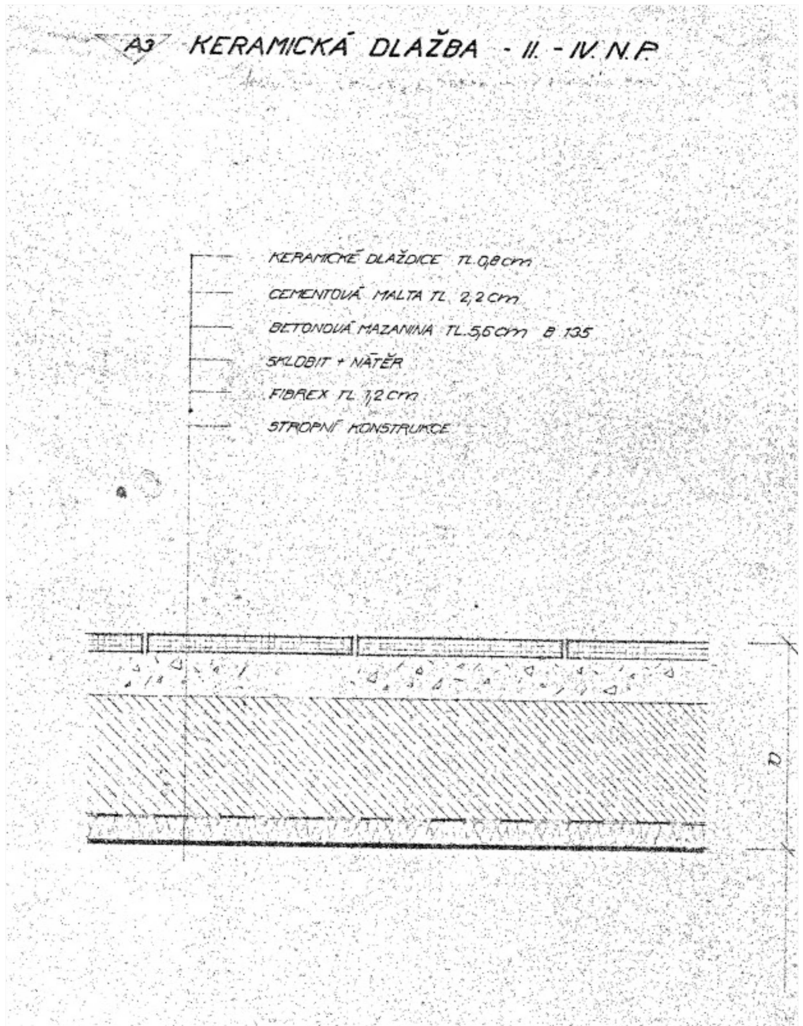 A3 KERAMICKÁ DLAŽBA - II. - IV. N.P.
KERAMICKÉ DLAŽDICE TL. 0,8 cm
CEMENTOVÁ MALTA TL. 2,2 cm
BETONOVÁ MAZANINA TL. 5,6 cm B 135
SKLOBIT + NÁTĚR
FIBREX TL 1,2 cm
STROPNÍ KONSTRUKCE